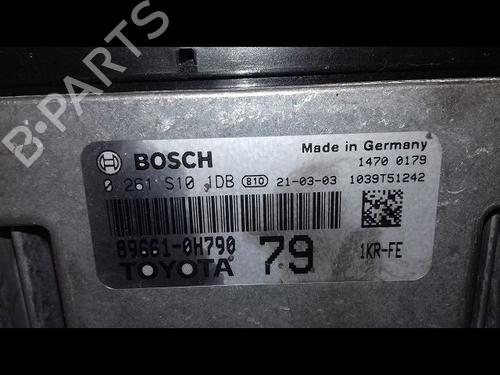 B-PARTS
BOSCH
Made in Germany
1470 0179
0 261 S10 1DB B10 21-03-03 1039T51242
89661-0H790
79
1KR-FE
TOYOTA